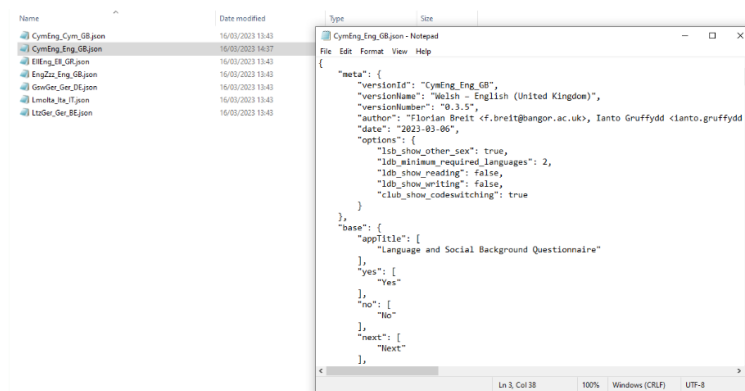 Name Date modified Type Size
CymEng_Cym_GB.json 16/03/2023 13:43
CymEng_Eng_GB.json 16/03/2023 14:37
EllEng_Ell_GR.json 16/03/2023 13:43
EngZzz_Eng_GB.json 16/03/2023 13:43
GswGer_Ger_DE.json 16/03/2023 13:43
LmoIta_Ita_IT.json 16/03/2023 13:43
LtzGer_Ger_BE.json 16/03/2023 13:43
CymEng_Eng_GB.json - Notepad
File Edit Format View Help
{
"meta": {
"versionId": "CymEng_Eng_GB",
"versionName": "Welsh – English (United Kingdom)",
"versionNumber": "0.3.5",
"author": "Florian Breit <f.breit@bangor.ac.uk>, Ianto Gruffydd <ianto.gruffydd
"date": "2023-03-06",
"options": {
"lsb_show_other_sex": true,
"ldb_minimum_required_languages": 2,
"ldb_show_reading": false,
"ldb_show_writing": false,
"club_show_codeswitching": true
}
},
"base": {
"appTitle": [
"Language and Social Background Questionnaire"
],
"yes": [
"Yes"
],
"no": [
"No"
],
"next": [
"Next"
],
Ln 3, Col 38 100% Windows (CRLF) UTF-8